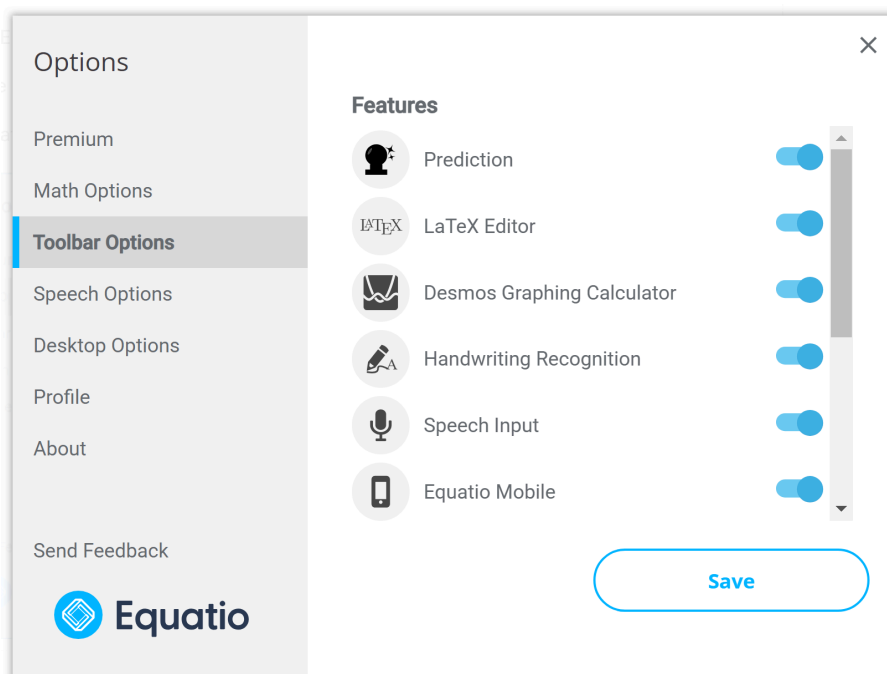 Options
Premium
Math Options
Toolbar Options
Speech Options
Desktop Options
Profile
About
Send Feedback
Equatio
Features
Prediction
LATEX LaTeX Editor
Desmos Graphing Calculator
A Handwriting Recognition
Speech Input
Equatio Mobile
Save